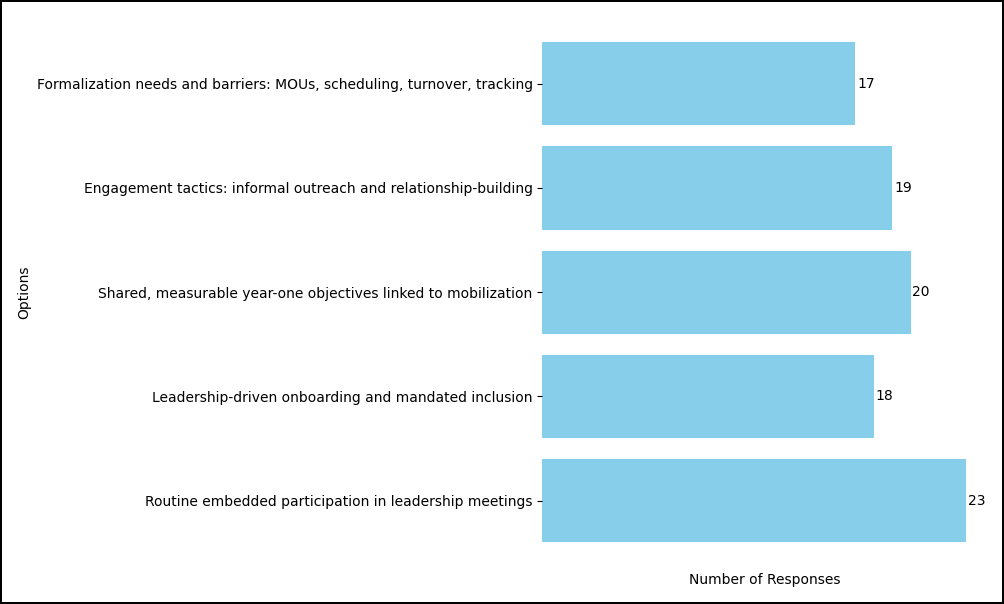 Formalization needs and barriers: MOUs, scheduling, turnover, tracking
17
Engagement tactics: informal outreach and relationship-building
19
Shared, measurable year-one objectives linked to mobilization
20
Leadership-driven onboarding and mandated inclusion
18
Routine embedded participation in leadership meetings
23
Options
Number of Responses